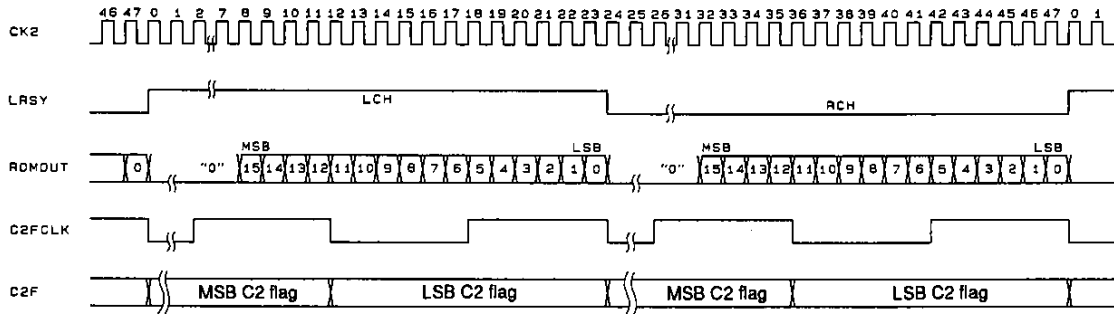 46 47 0 1 2 7 8 9 10 11 12 13 14 15 16 17 18 19 20 21 22 23 24 25 26 31 32 33 34 35 36 37 38 39 40 41 42 43 44 45 46 47 0 1
CK2
LRSY LCH RCH
MSB LSB MSB LSB
ROMOUT 0 "0" 15 14 13 12 11 10 9 8 7 6 5 4 3 2 1 0 "0" 15 14 13 12 11 10 9 8 7 6 5 4 3 2 1 0
C2FCLK
C2F MSB C2 flag LSB C2 flag MSB C2 flag LSB C2 flag